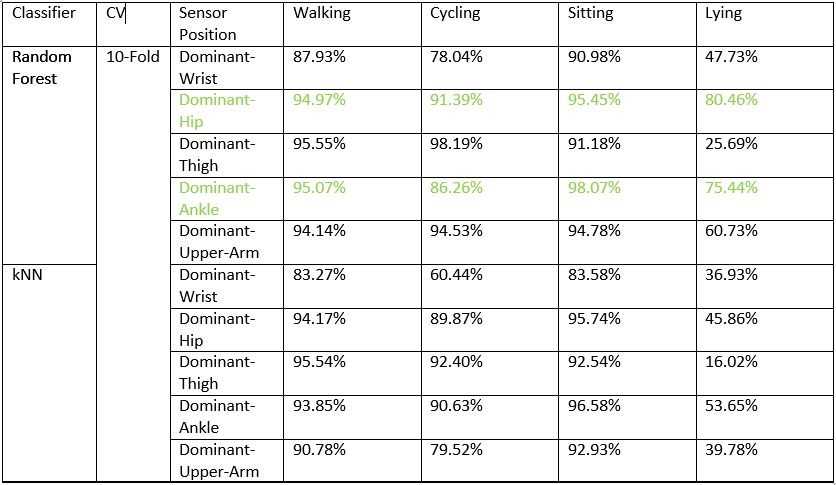 Classifier CV Sensor Position Walking Cycling Sitting Lying
Random Forest 10-Fold Dominant-Wrist 87.93% 78.04% 90.98% 47.73%
Dominant-Hip 94.97% 91.39% 95.45% 80.46%
Dominant-Thigh 95.55% 98.19% 91.18% 25.69%
Dominant-Ankle 95.07% 86.26% 98.07% 75.44%
Dominant-Upper-Arm 94.14% 94.53% 94.78% 60.73%
kNN Dominant-Wrist 83.27% 60.44% 83.58% 36.93%
Dominant-Hip 94.17% 89.87% 95.74% 45.86%
Dominant-Thigh 95.54% 92.40% 92.54% 16.02%
Dominant-Ankle 93.85% 90.63% 96.58% 53.65%
Dominant-Upper-Arm 90.78% 79.52% 92.93% 39.78%